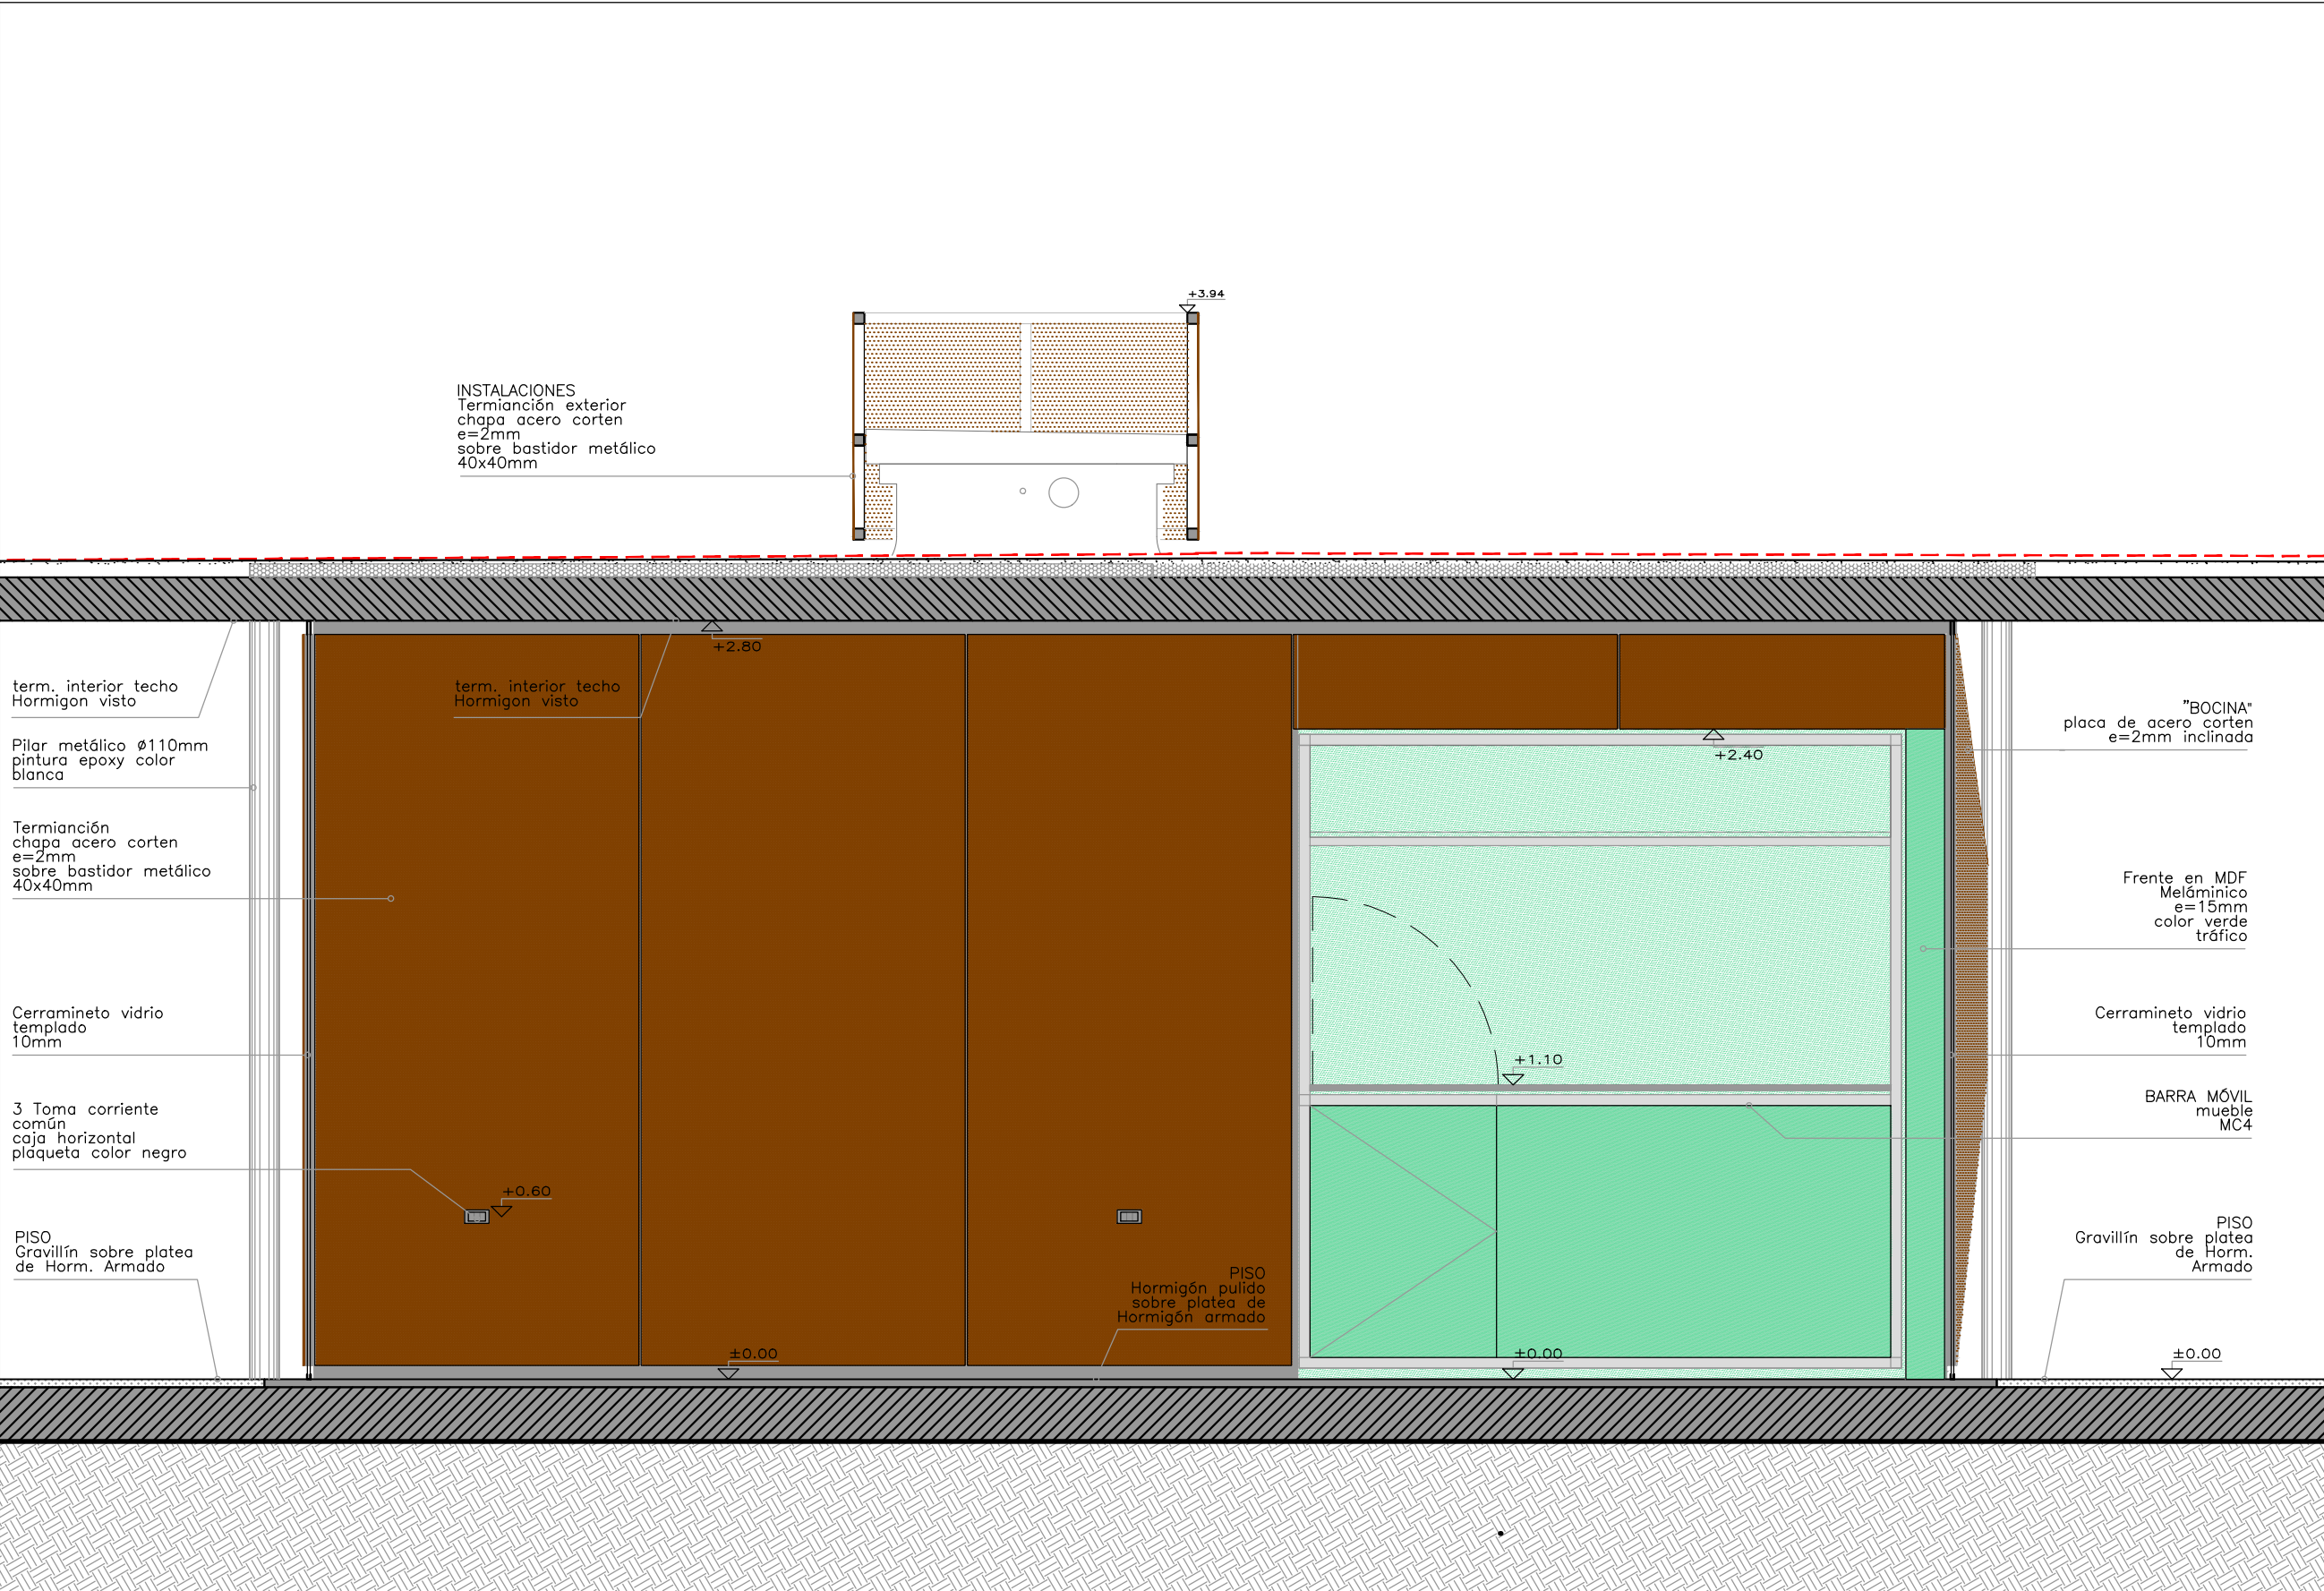 +3.94
INSTALACIONES
Termianción exterior
chapa acero corten
e=2mm
sobre bastidor metálico
40x40mm
+2.80
term. interior techo
Hormigon visto
term. interior techo
Hormigon visto
Pilar metálico ø110mm
pintura epoxy color
blanca
Termianción
chapa acero corten
e=2mm
sobre bastidor metálico
40x40mm
Cerramineto vidrio
templado
10mm
3 Toma corriente
común
caja horizontal
plaqueta color negro
+0.60
PISO
Gravillín sobre platea
de Horm. Armado
PISO
Hormigón pulido
sobre platea de
Hormigón armado
±0.00
+2.40
+1.10
±0.00
"BOCINA"
placa de acero corten
e=2mm inclinada
Frente en MDF
Meláminico
e=15mm
color verde
tráfico
Cerramineto vidrio
templado
10mm
BARRA MÓVIL
mueble
MC4
PISO
Gravillín sobre platea
de Horm.
Armado
±0.00